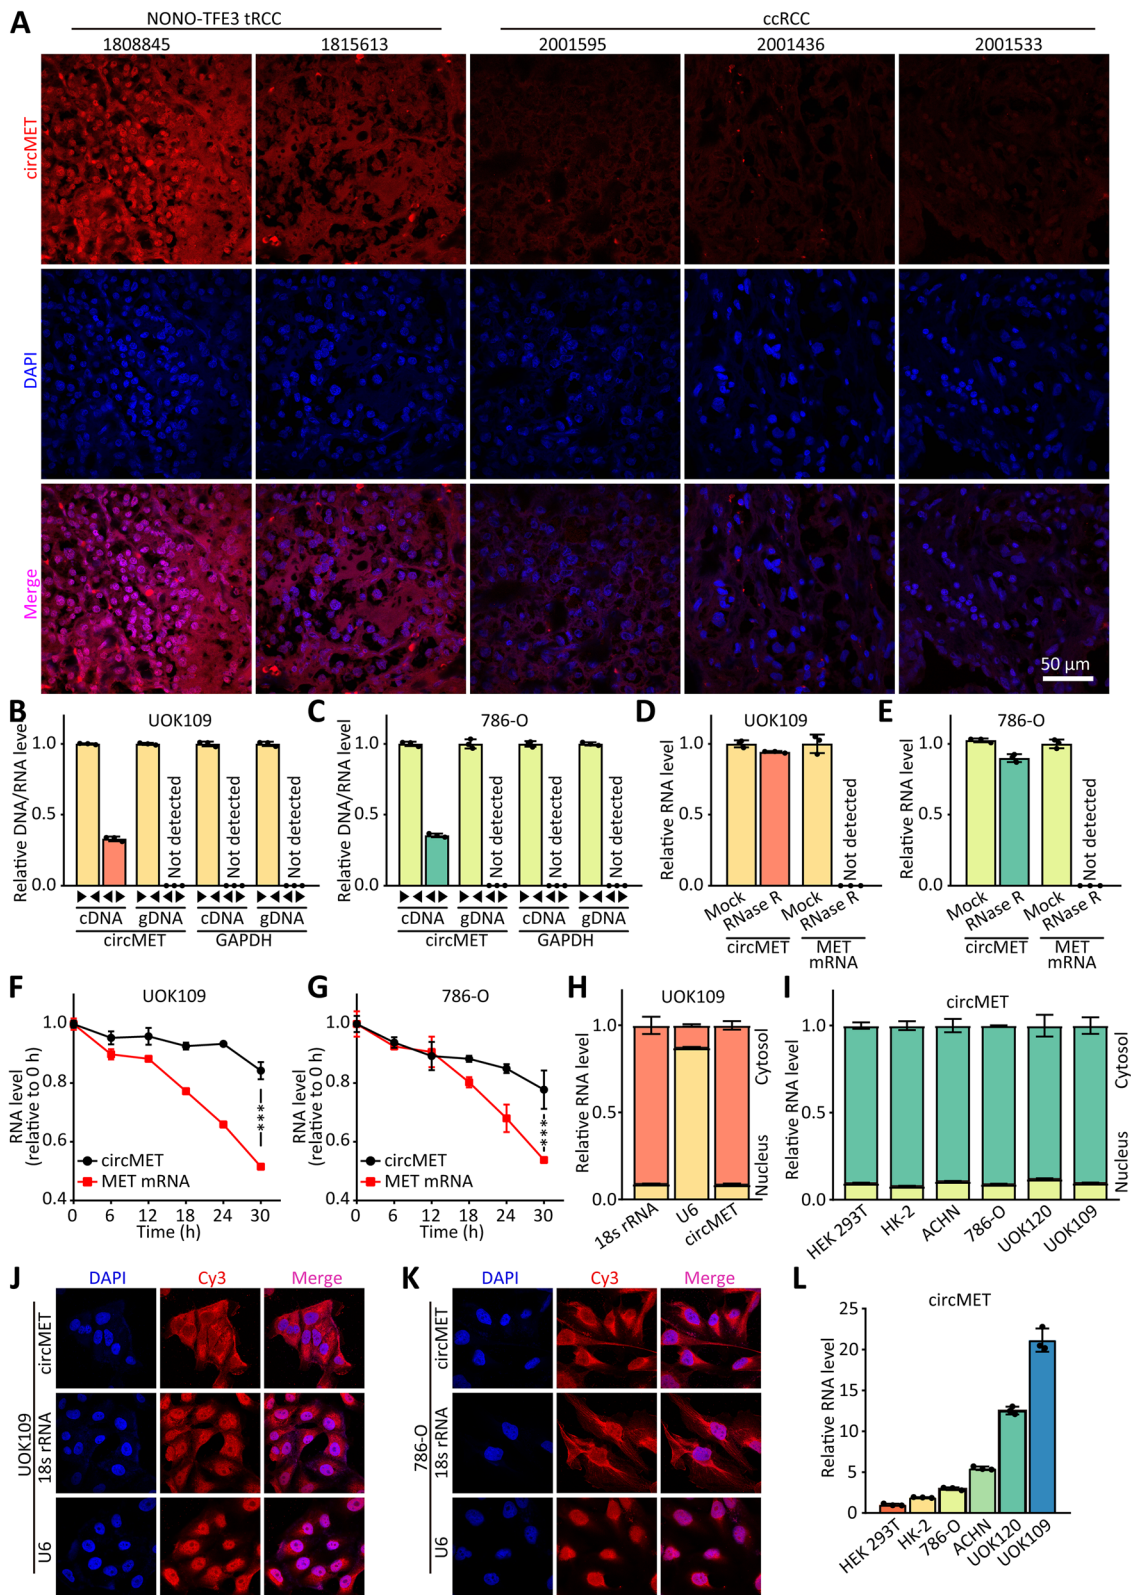 A
NONO-TFE3 tRCC
ccRCC
1808845
1815613
2001595
2001436
2001533
circMET
DAPI
Merge
50 µm
B
UOK109
Relative DNA/RNA level
1.0
0.5
0.0
Not detected
Not detected
Not detected
cDNA
gDNA
cDNA
gDNA
circMET
GAPDH
C
786-O
Relative DNA/RNA level
1.0
0.5
0.0
Not detected
Not detected
Not detected
cDNA
gDNA
cDNA
gDNA
circMET
GAPDH
D
UOK109
Relative RNA level
1.0
0.5
0.0
Not detected
Mock
RNase R
Mock
RNase R
circMET
MET
mRNA
E
786-O
Relative RNA level
1.0
0.5
0.0
Not detected
Mock
RNase R
Mock
RNase R
circMET
MET
mRNA
F
UOK109
RNA level
(relative to 0 h)
1.0
0.8
0.6
0.4
***
circMET
MET mRNA
0
6
12
18
24
30
Time (h)
G
786-O
RNA level
(relative to 0 h)
1.0
0.8
0.6
0.4
***
circMET
MET mRNA
0
6
12
18
24
30
Time (h)
H
UOK109
Relative RNA level
1.0
0.5
0.0
Cytosol
Nucleus
18s rRNA
U6
circMET
I
circMET
Relative RNA level
1.0
0.5
0.0
Cytosol
Nucleus
HEK 293T
HK-2
ACHN
786-O
UOK120
UOK109
J
DAPI
Cy3
Merge
UOK109
circMET
18s rRNA
U6
K
DAPI
Cy3
Merge
786-O
circMET
18s rRNA
U6
L
circMET
Relative RNA level
25
20
15
10
5
0
HEK 293T
HK-2
786-O
ACHN
UOK120
UOK109